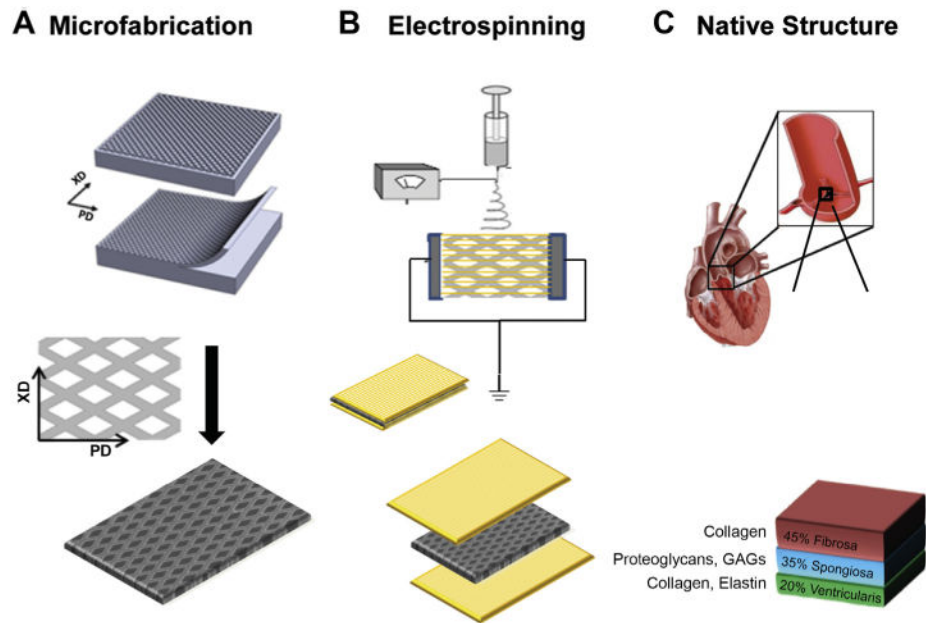 A Microfabrication
B Electrospinning
C Native Structure
XD
PD
XD
PD
Collagen
45% Fibrosa
Proteoglycans, GAGs
35% Spongiosa
Collagen, Elastin
20% Ventricularis